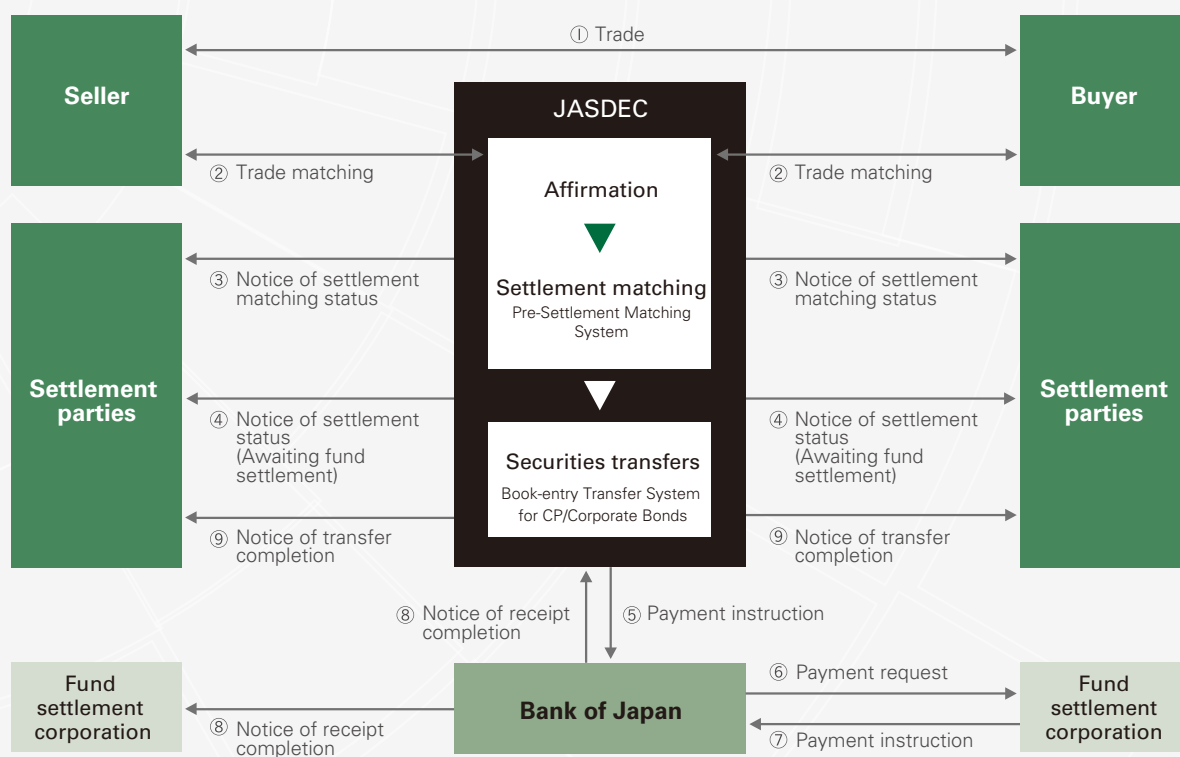 ① Trade
Seller
Buyer
JASDEC
② Trade matching
② Trade matching
Affirmation
③ Notice of settlement
matching status
③ Notice of settlement
matching status
Settlement matching
Pre-Settlement Matching
System
Settlement
parties
Settlement
parties
④ Notice of settlement
status
(Awaiting fund
settlement)
④ Notice of settlement
status
(Awaiting fund
settlement)
Securities transfers
Book-entry Transfer System
for CP/Corporate Bonds
⑨ Notice of transfer
completion
⑨ Notice of transfer
completion
⑧ Notice of receipt
completion
⑤ Payment instruction
Fund
settlement
corporation
⑧ Notice of receipt
completion
Bank of Japan
⑥ Payment request
⑦ Payment instruction
Fund
settlement
corporation